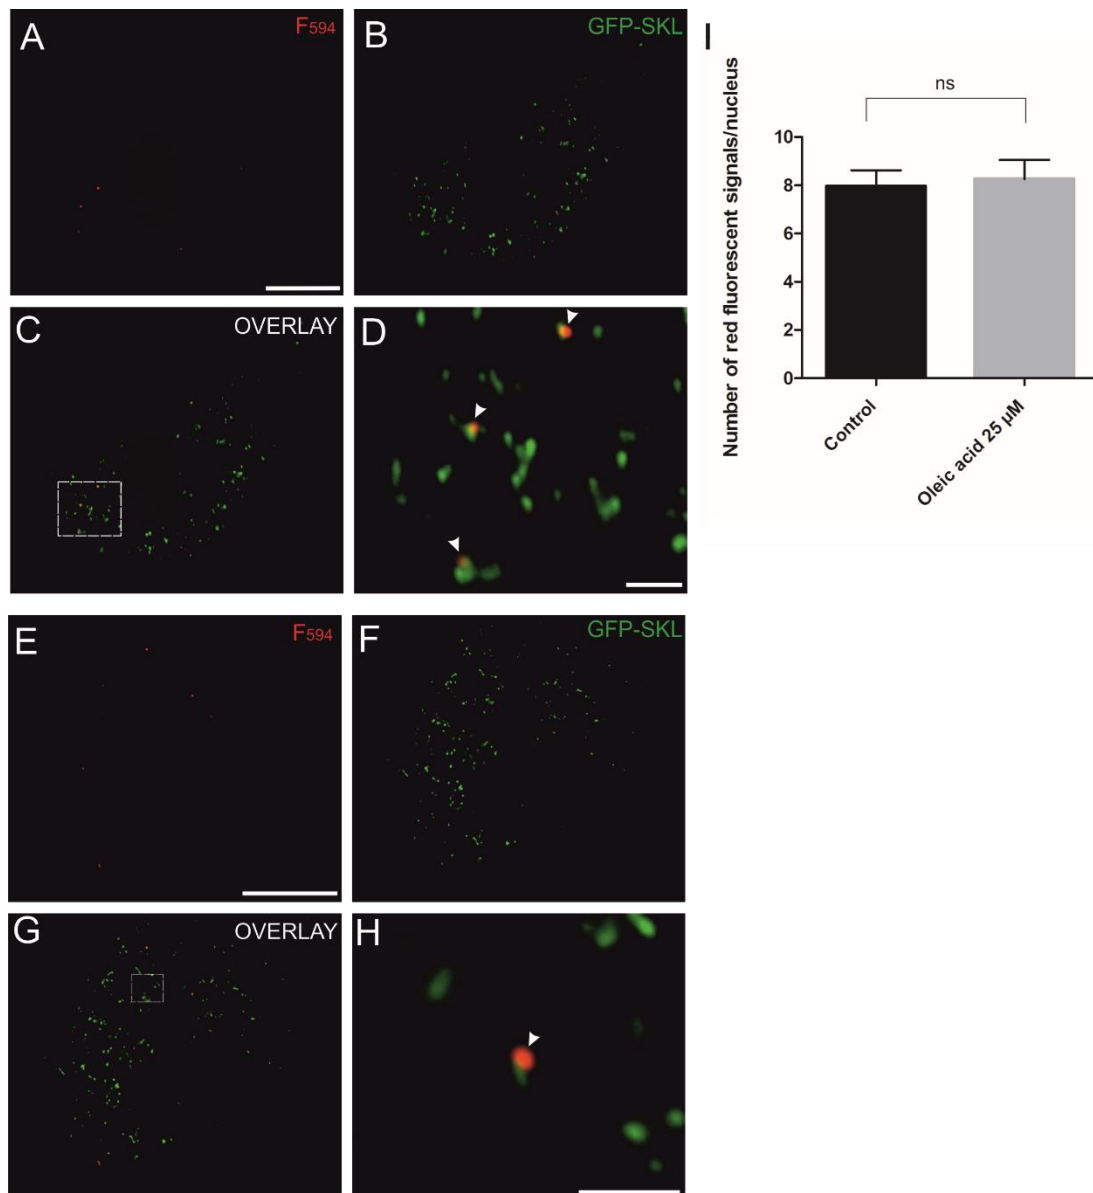 A
F594
B
GFP-SKL
C
OVERLAY
D
E
F594
F
GFP-SKL
G
OVERLAY
H
I
ns
Number of red fluorescent signals/nucleus
10
8
6
4
2
0
Control
Oleic acid 25 µM